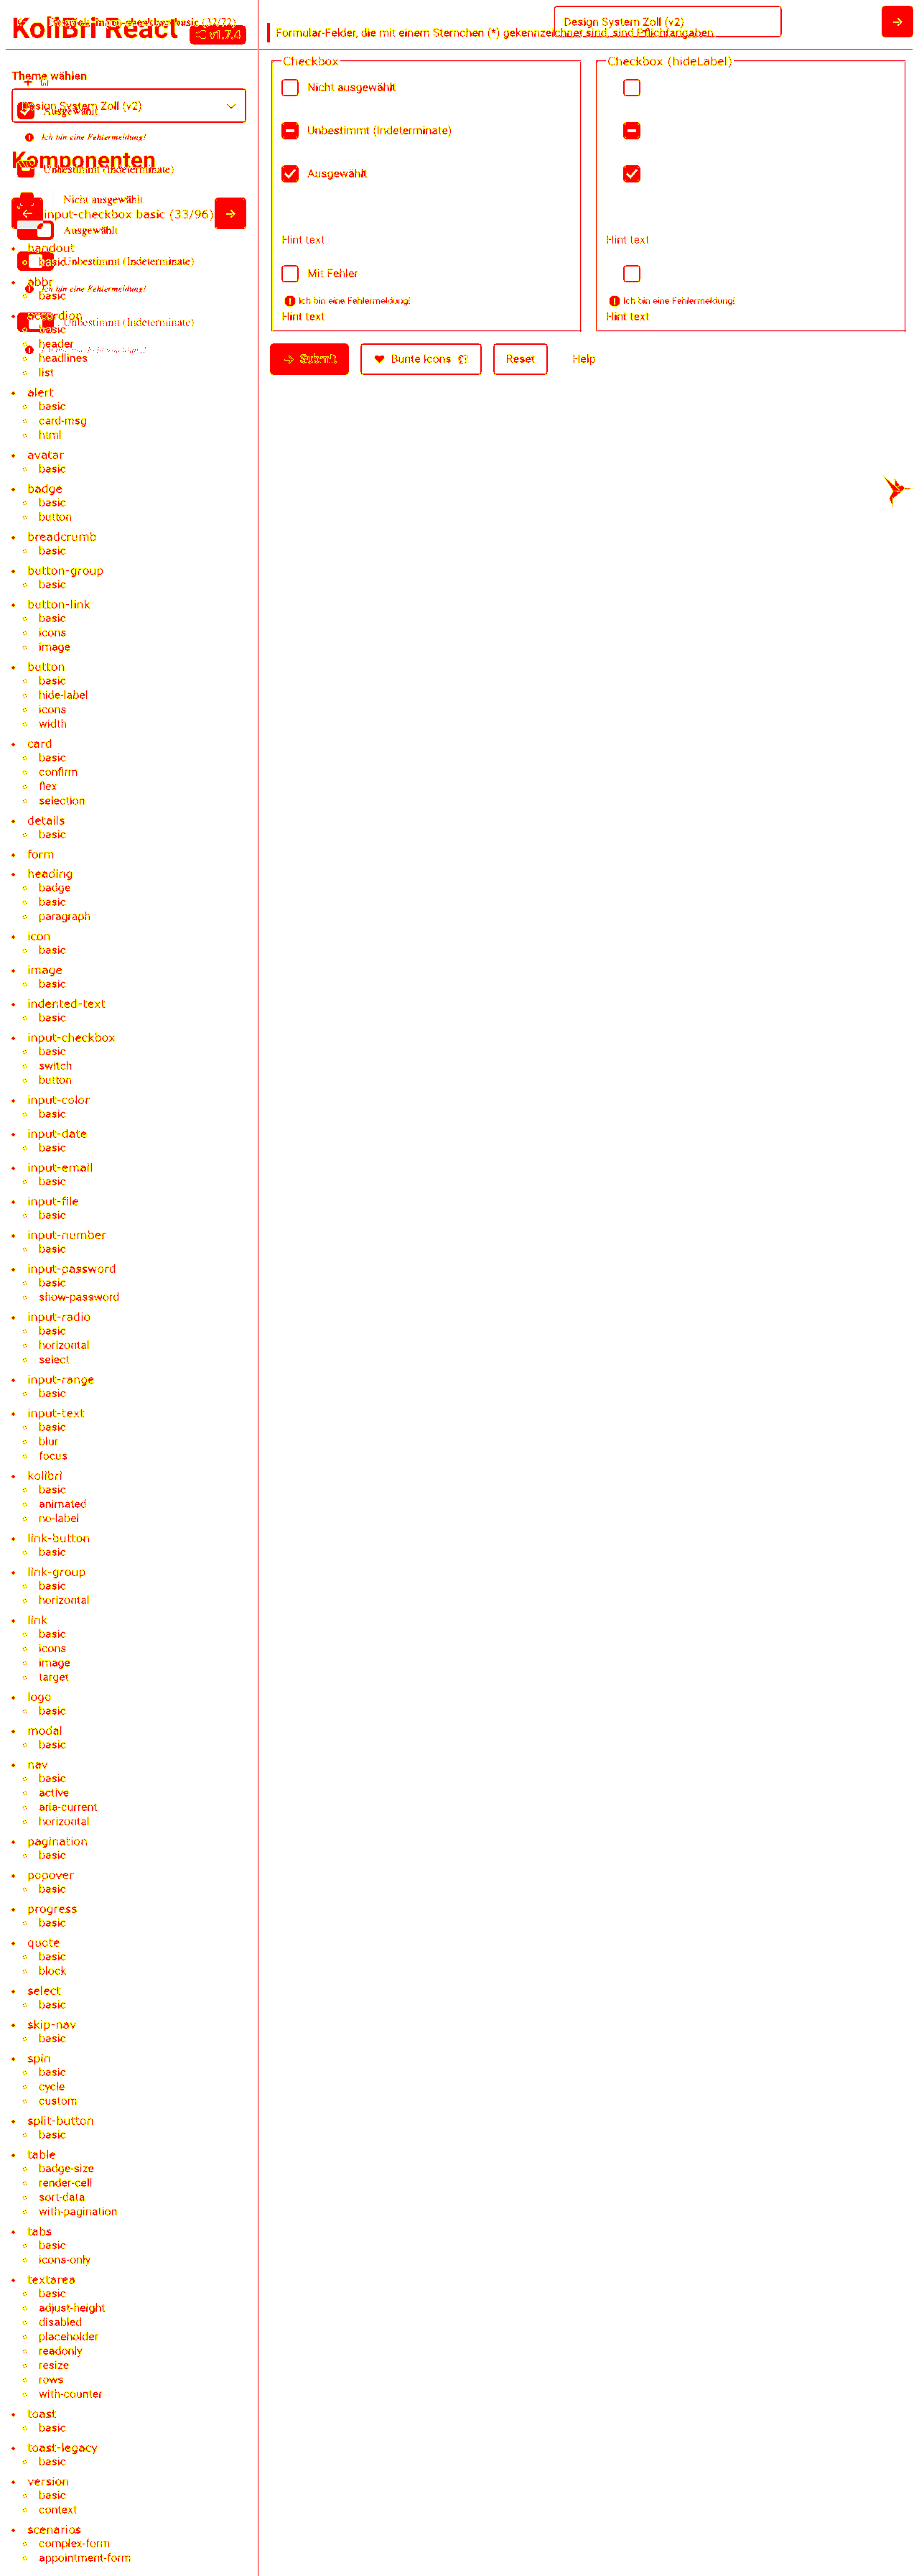 KoliBri React
v1.7.4
Theme wählen
Design System Zoll (v2)
Ausgewählt
Ich bin eine Fehlermeldung!
Komponenten
Unbestimmt (Indeterminate)
Nicht ausgewählt
input-checkbox basic (33/96)
Ausgewählt
handout
basic
Unbestimmt (Indeterminate)
abbr
Ich bin eine Fehlermeldung!
basic
accordion
Unbestimmt (Indeterminate)
basic
header
headlines
list
alert
basic
card-msg
html
avatar
basic
badge
basic
button
breadcrumb
basic
button-group
basic
button-link
basic
icons
image
button
basic
hide-label
icons
width
card
basic
confirm
flex
selection
details
basic
form
heading
badge
basic
paragraph
icon
basic
image
basic
indented-text
basic
input-checkbox
basic
switch
button
input-color
basic
input-date
basic
input-email
basic
input-file
basic
input-number
basic
input-password
basic
show-password
input-radio
basic
horizontal
select
input-range
basic
input-text
basic
blur
focus
kolibri
basic
animated
no-label
link-button
basic
link-group
basic
horizontal
link
basic
icons
image
target
logo
basic
modal
basic
nav
basic
active
aria-current
horizontal
pagination
basic
popover
basic
progress
basic
quote
basic
block
select
basic
skip-nav
basic
spin
basic
cycle
custom
split-button
basic
table
badge-size
render-cell
sort-data
with-pagination
tabs
basic
icons-only
textarea
basic
adjust-height
disabled
placeholder
readonly
resize
rows
with-counter
toast
basic
toast-legacy
basic
version
basic
context
scenarios
complex-form
appointment-form
Design System Zoll (v2)
Formular-Felder, die mit einem Sternchen (*) gekennzeichnet sind, sind Pflichtangaben.
Checkbox
Nicht ausgewählt
Unbestimmt (Indeterminate)
Ausgewählt
Hint text
Mit Fehler
Ich bin eine Fehlermeldung!
Hint text
Checkbox (hideLabel)
Hint text
Ich bin eine Fehlermeldung!
Hint text
Bunte Icons
Reset
Help